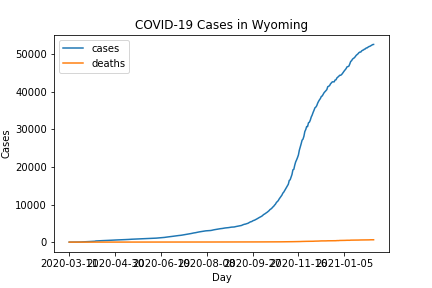 COVID-19 Cases in Wyoming
cases
deaths
50000
40000
30000
20000
10000
0
Cases
2020-03-11 2020-04-30 2020-06-19 2020-08-08 2020-09-27 2020-11-16 2021-01-05
Day